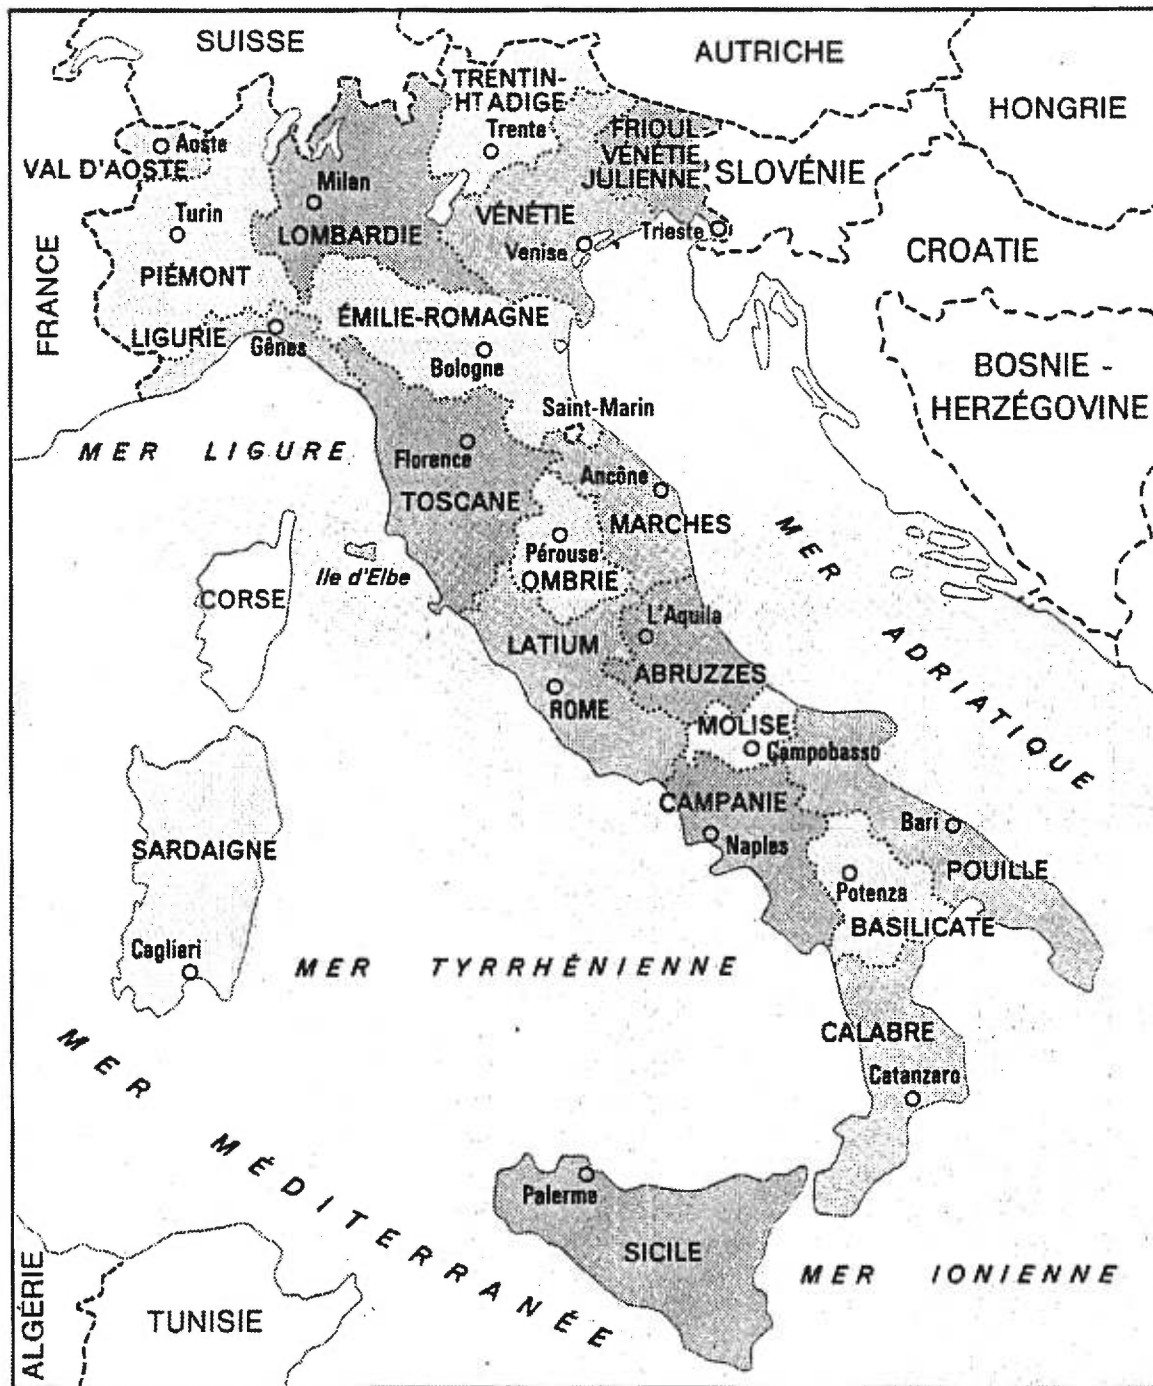 SUISSE
AUTRICHE
HONGRIE
TRENTIN-
HT ADIGE
Trente
FRIOUL
VÉNÉTIE
JULIENNE
SLOVÉNIE
Aoste
VAL D'AOSTE
Milan
LOMBARDIE
VÉNÉTIE
Venise
Trieste
Turin
PIÉMONT
CROATIE
FRANCE
LIGURIE
Gênes
ÉMILIE-ROMAGNE
Bologne
BOSNIE -
HERZÉGOVINE
Saint-Marin
MER LIGURE
Florence
TOSCANE
Ancône
MARCHES
Pérouse
OMBRIE
MER ADRIATIQUE
Ile d'Elbe
CORSE
L'Aquila
LATIUM
ABRUZZES
ROME
MOLISE
Campobasso
CAMPANIE
Naples
Bari
POUILLE
SARDAIGNE
Potenza
BASILICATE
Cagliari
MER TYRRHÉNIENNE
CALABRE
Catanzaro
MER MÉDITERRANÉE
Palerme
SICILE
MER IONIENNE
ALGÉRIE
TUNISIE